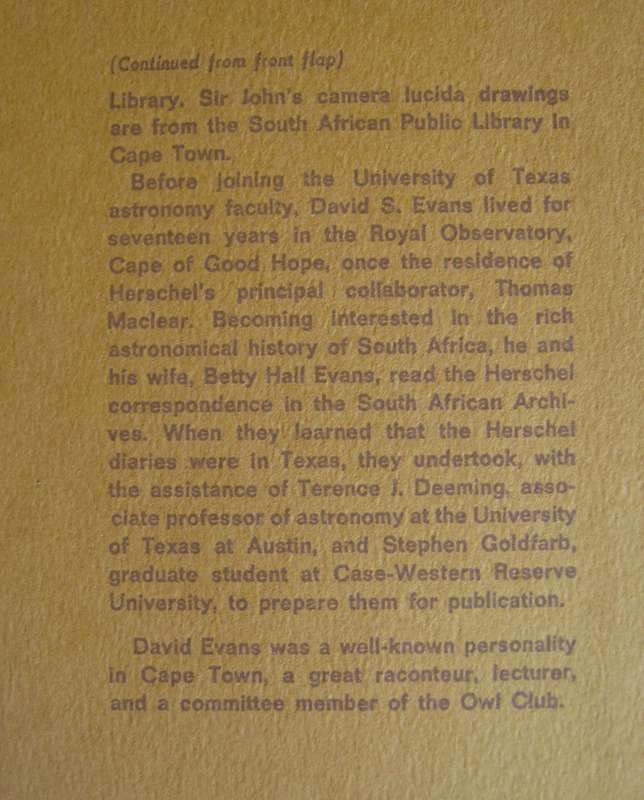 (Continued from front flap)
Library. Sir John's camera lucida drawings
are from the South African Public Library in
Cape Town.
Before joining the University of Texas
astronomy faculty, David S. Evans lived for
seventeen years in the Royal Observatory,
Cape of Good Hope, once the residence of
Herschel's principal collaborator, Thomas
Maclear. Becoming interested in the rich
astronomical history of South Africa, he and
his wife, Betty Hall Evans, read the Herschel
correspondence in the South African Archi-
ves. When they learned that the Herschel
diaries were in Texas, they undertook, with
the assistance of Terence J. Deeming, asso-
ciate professor of astronomy at the University
of Texas at Austin, and Stephen Goldfarb,
graduate student at Case-Western Reserve
University, to prepare them for publication.
David Evans was a well-known personality
in Cape Town, a great raconteur, lecturer,
and a committee member of the Owl Club.